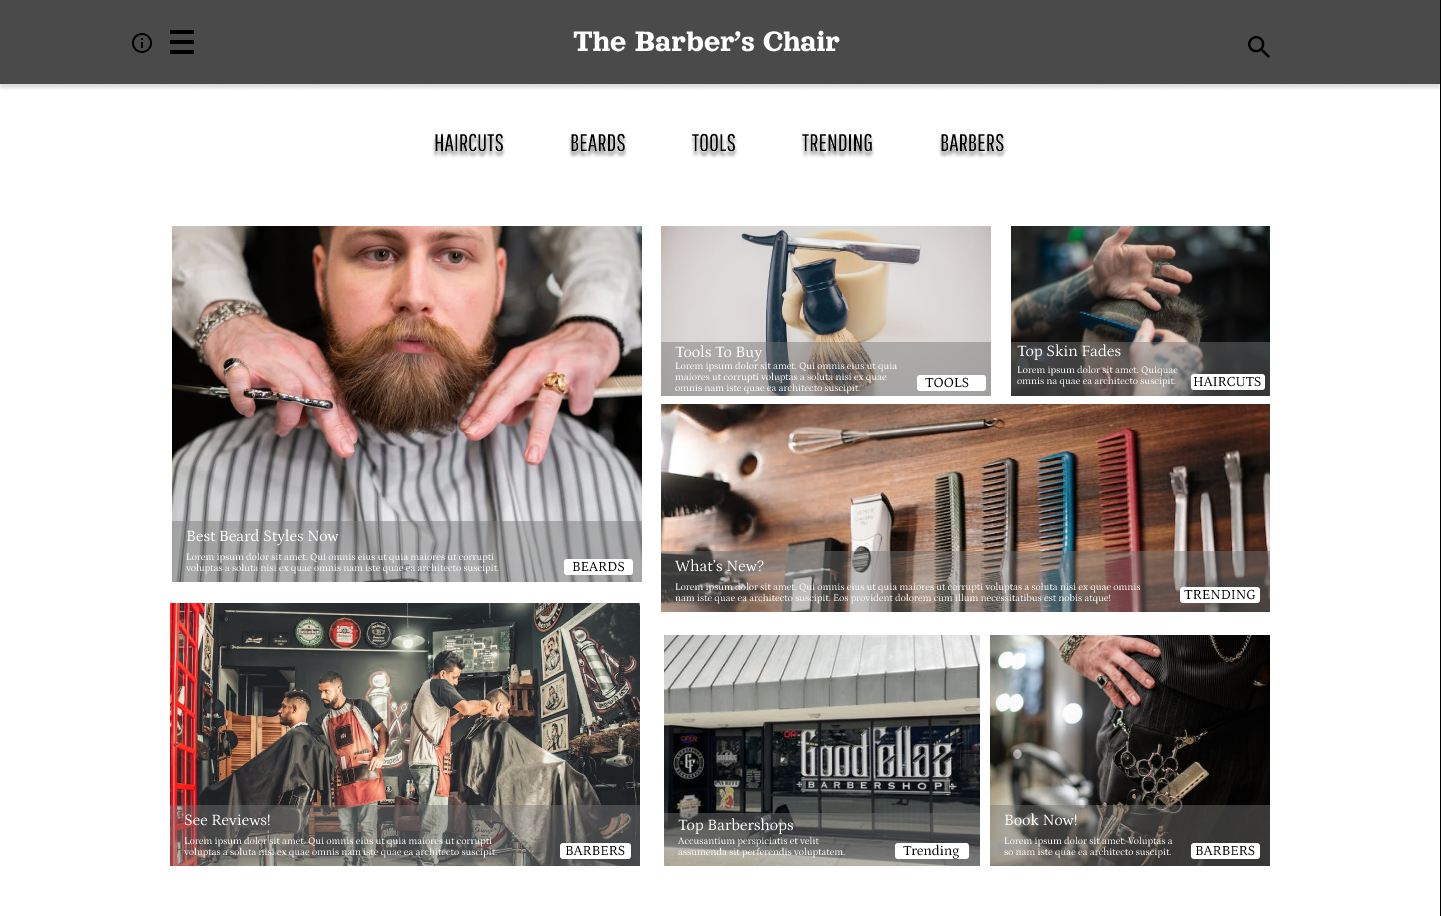 The Barber’s Chair
HAIRCUTS
BEARDS
TOOLS
TRENDING
BARBERS
Best Beard Styles Now
Lorem ipsum dolor sit amet. Qui omnis eius ut quia maiores ut corrupti
voluptas a soluta nisi ex quae omnis nam iste quae ea architecto suscipit.
BEARDS
Tools To Buy
Lorem ipsum dolor sit amet. Qui omnis eius ut quia
maiores ut corrupti voluptas a soluta nisi ex quae
omnis nam iste quae ea architecto suscipit.
TOOLS
Top Skin Fades
Lorem ipsum dolor sit amet. Quiquae
omnis na quae ea architecto suscipit.
HAIRCUTS
What’s New?
Lorem ipsum dolor sit amet. Qui omnis eius ut quia maiores ut corrupti voluptas a soluta nisi ex quae omnis
nam iste quae ea architecto suscipit. Eos provident dolorem cum illum necessitatibus est nobis atque!
TRENDING
See Reviews!
Lorem ipsum dolor sit amet. Qui omnis eius ut quia maiores ut corrupti
voluptas a soluta nisi ex quae omnis nam iste quae ea architecto suscipit.
BARBERS
GoodFellaz
BARBERSHOP
Top Barbershops
Accusantium perspiciatis et velit
assumenda sit perferendis voluptatem.
Trending
Book Now!
Lorem ipsum dolor sit amet. Voluptas a
so nam iste quae ea architecto suscipit.
BARBERS